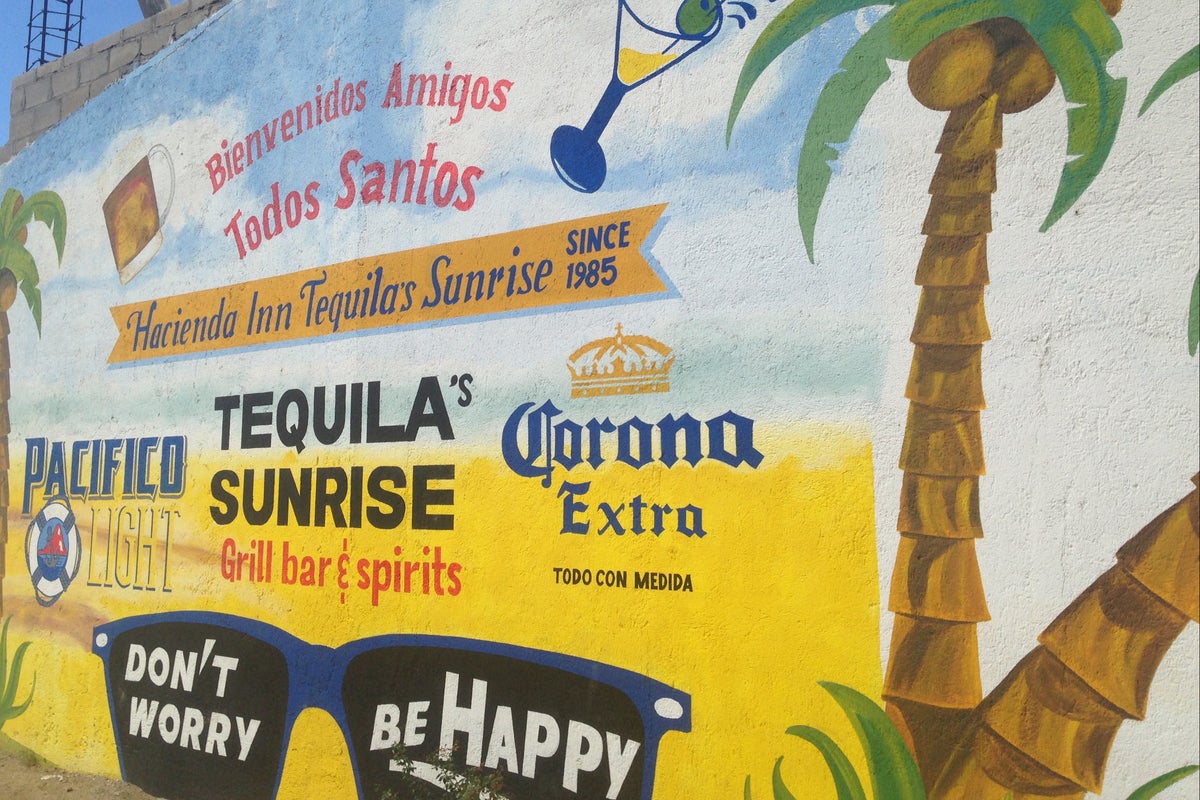 Bienvenidos Amigos
Todos Santos
Hacienda Inn Tequila's Sunrise SINCE 1985
PACIFICO
LIGHT
TEQUILA'S
SUNRISE
Grill bar & spirits
Corona
Extra
TODO CON MEDIDA
DON'T
WORRY
BE HAPPY